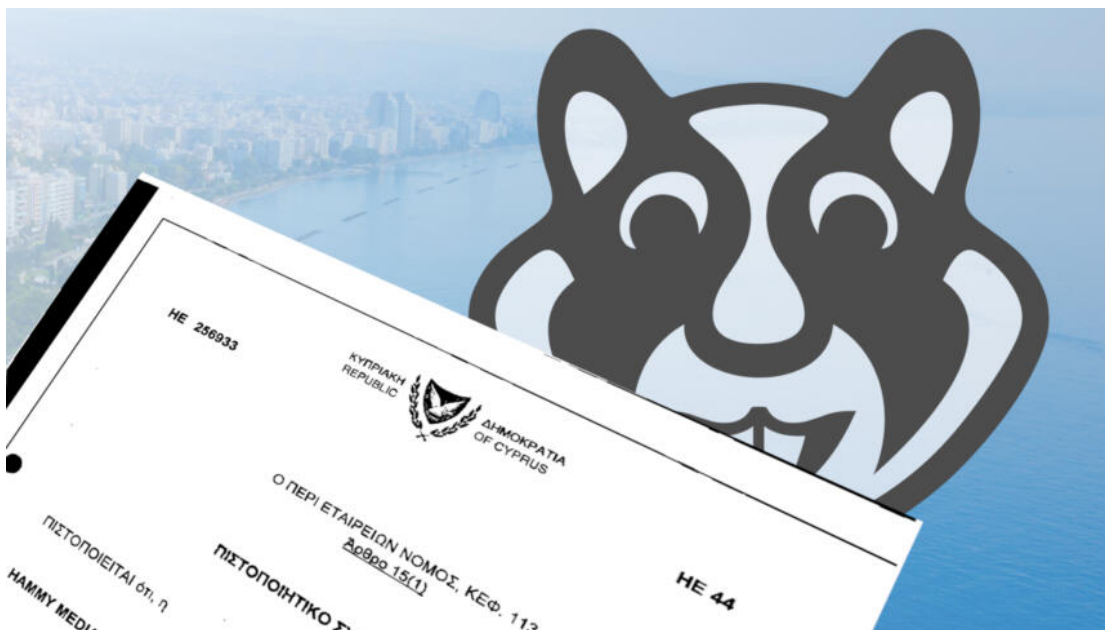 HE 256933
ΚΥΠΡΙΑΚΗ ΔΗΜΟΚΡΑΤΙΑ
REPUBLIC OF CYPRUS
Ο ΠΕΡΙ ΕΤΑΙΡΕΙΩΝ ΝΟΜΟΣ, ΚΕΦ. 113
Άρθρο 15(1)
HE 44
ΠΙΣΤΟΠΟΙΗΤΙΚΟ
ΠΙΣΤΟΠΟΙΕΙΤΑΙ ότι, η
HAMMY